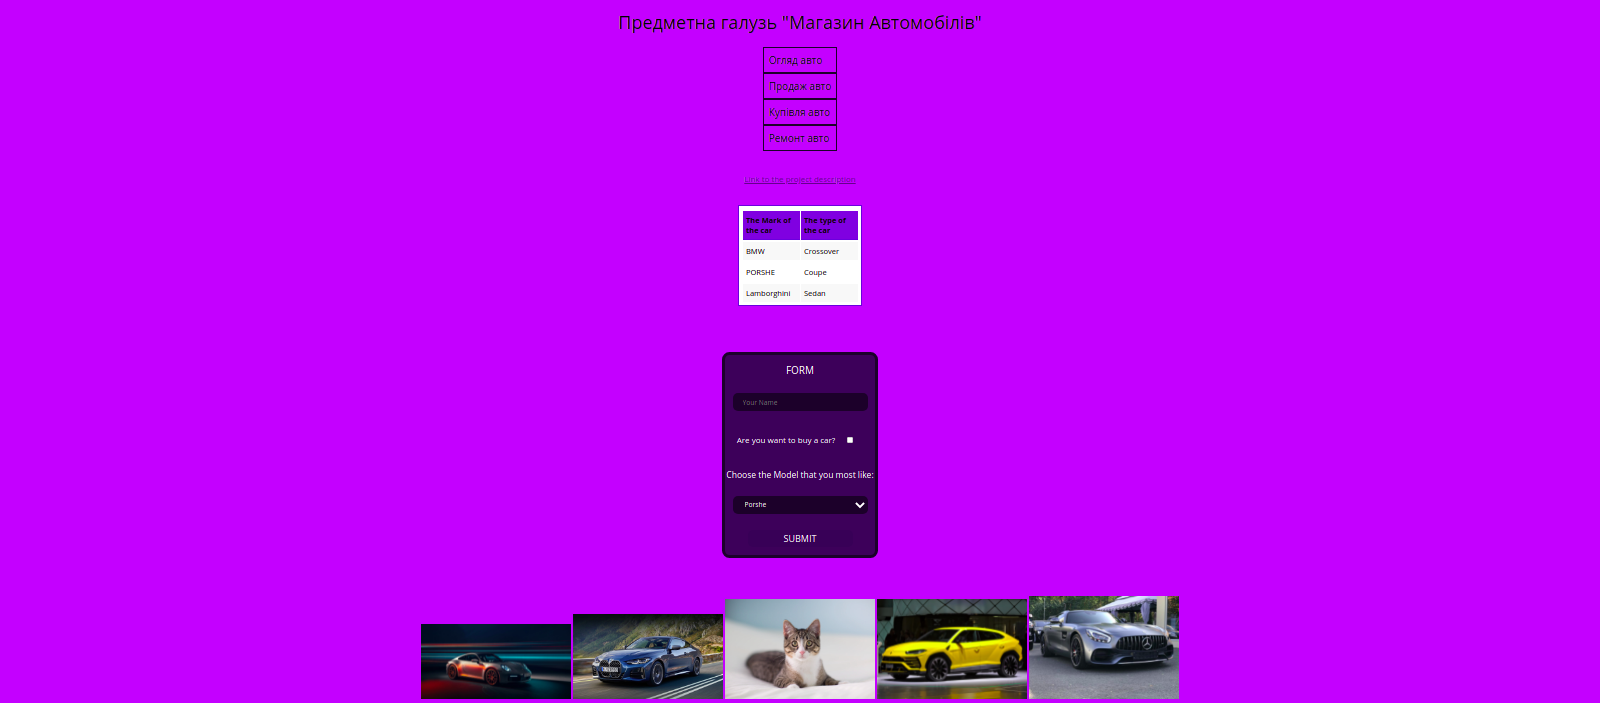 Предметна галузь "Магазин Автомобілів"
Огляд авто
Продаж авто
Купівля авто
Ремонт авто
Link to the project description
The Mark of the car
The type of the car
BMW
Crossover
PORSHE
Coupe
Lamborghini
Sedan
FORM
Your Name
Are you want to buy a car?
Choose the Model that you most like:
Porshe
SUBMIT